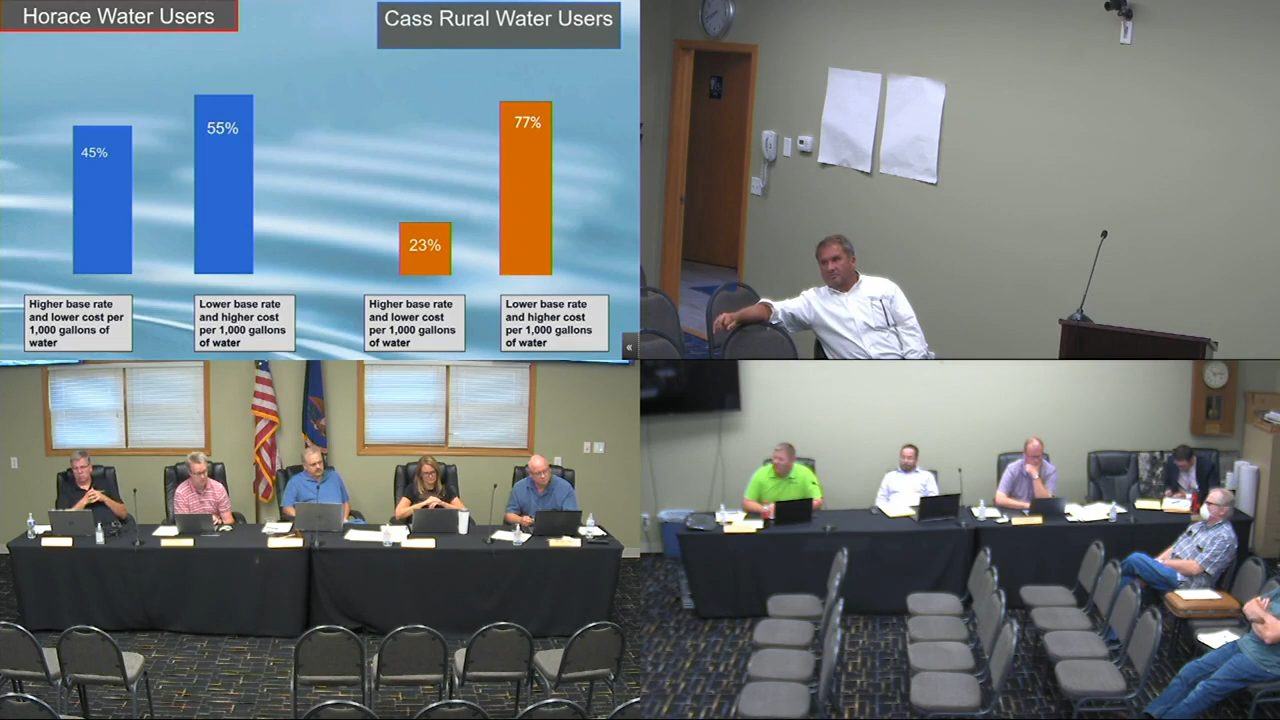 Horace Water Users
Cass Rural Water Users
45%
55%
23%
77%
Higher base rate
and lower cost per
1,000 gallons of
water
Lower base rate
and higher cost
per 1,000 gallons
of water
Higher base rate
and lower cost per
1,000 gallons of
water
Lower base rate
and higher cost
per 1,000 gallons
of water
«